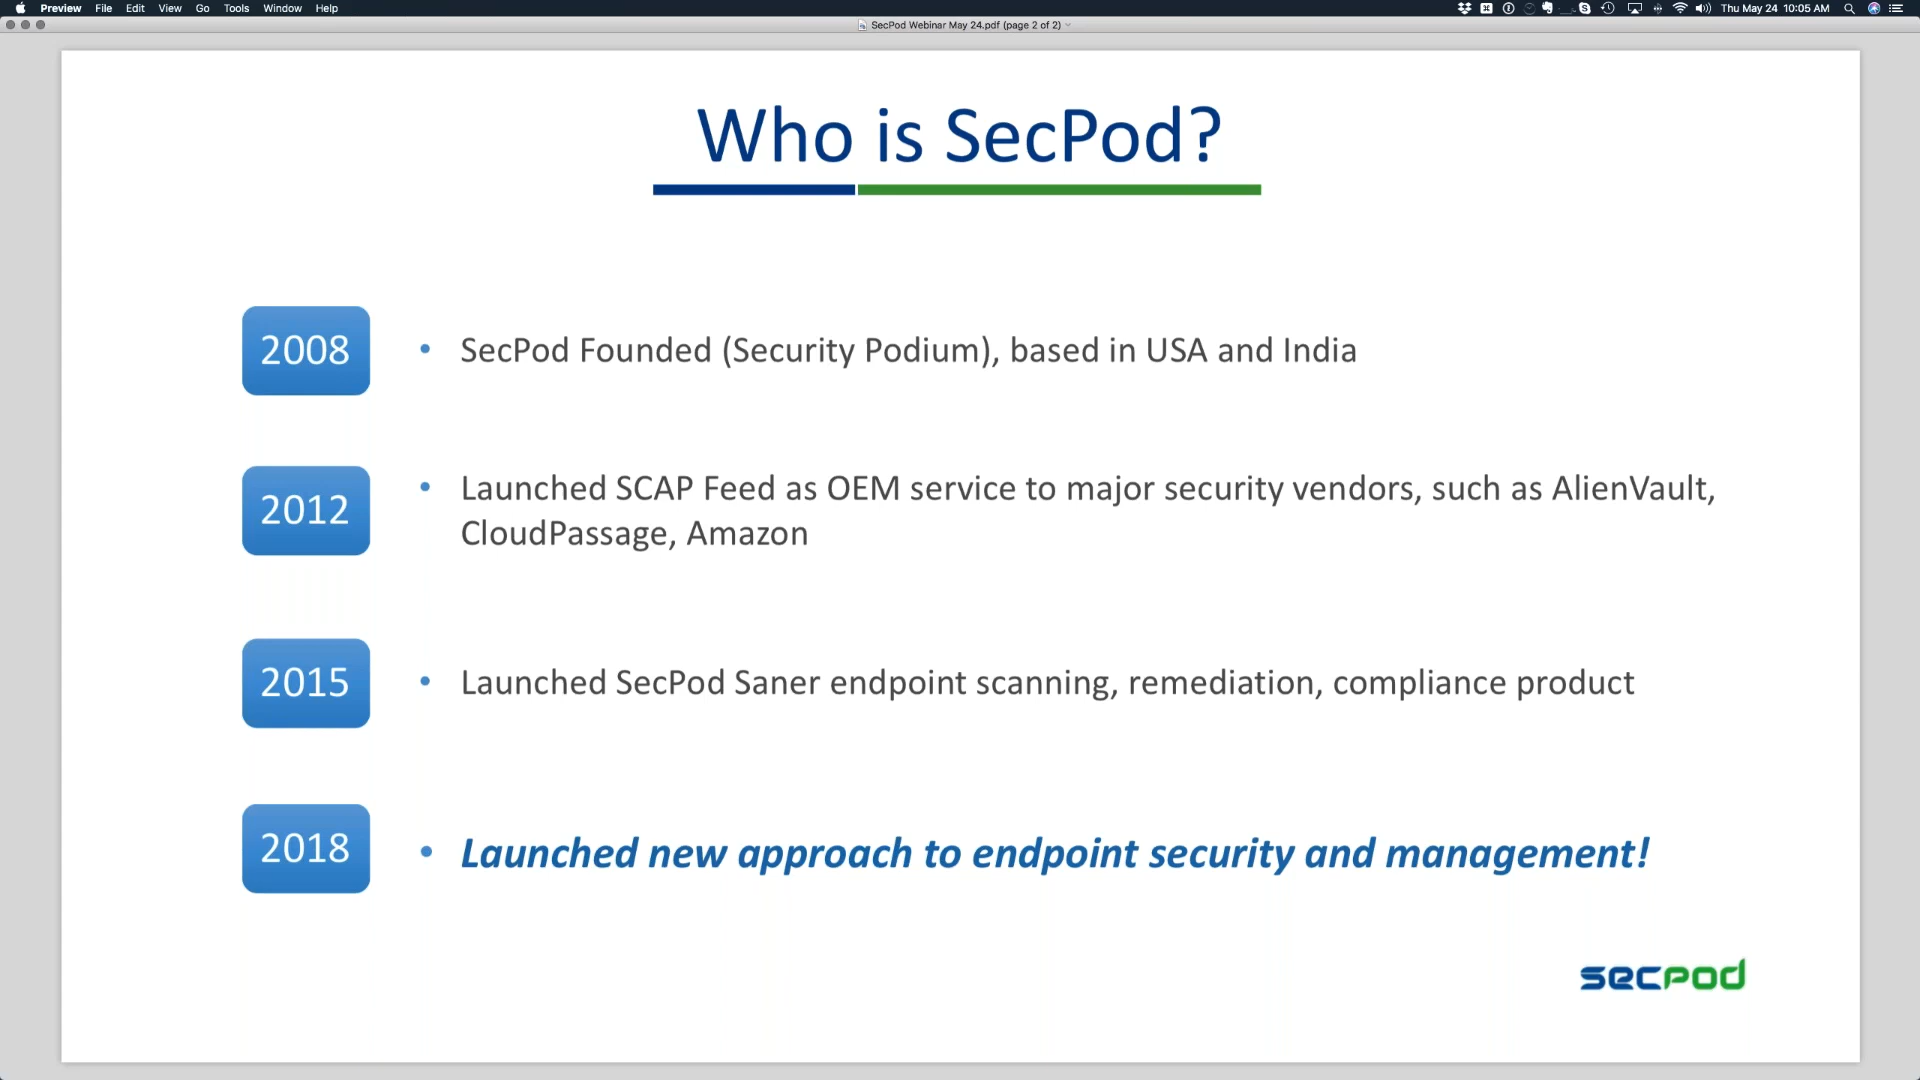 Preview File Edit View Go Tools Window Help
Thu May 24 10:05 AM
SecPod Webinar May 24.pdf (page 2 of 2)
Who is SecPod?
2008
• SecPod Founded (Security Podium), based in USA and India
2012
• Launched SCAP Feed as OEM service to major security vendors, such as AlienVault,
CloudPassage, Amazon
2015
• Launched SecPod Saner endpoint scanning, remediation, compliance product
2018
• Launched new approach to endpoint security and management!
secpod